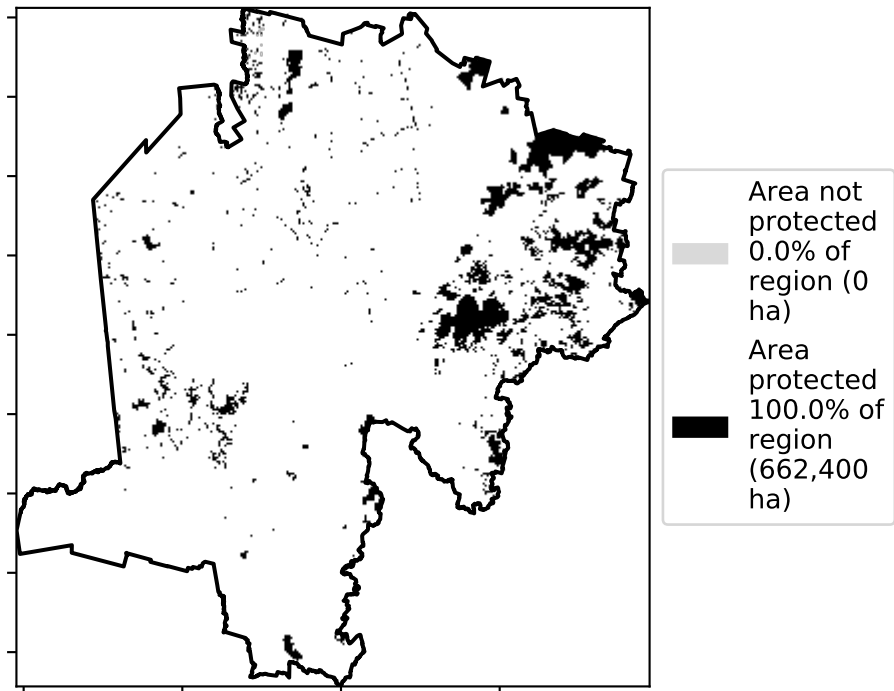 Area not
protected
0.0% of
region (0
ha)
Area
protected
100.0% of
region
(662,400
ha)